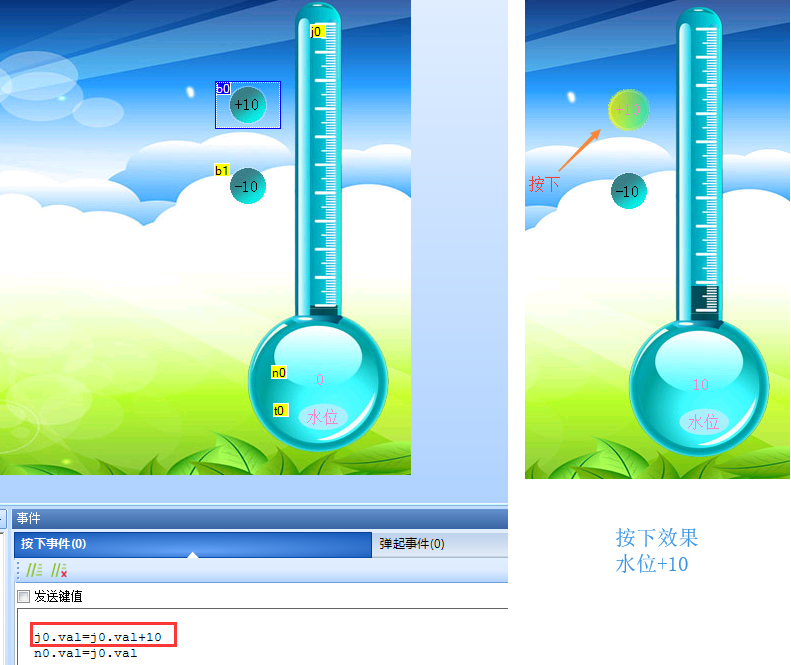 j0
b0
+10
b1
-10
n0
0
t0
水位
+10
按下
-10
10
水位
事件
按下事件(0)
弹起事件(0)
发送键值
j0.val=j0.val+10
n0.val=j0.val
按下效果
水位+10